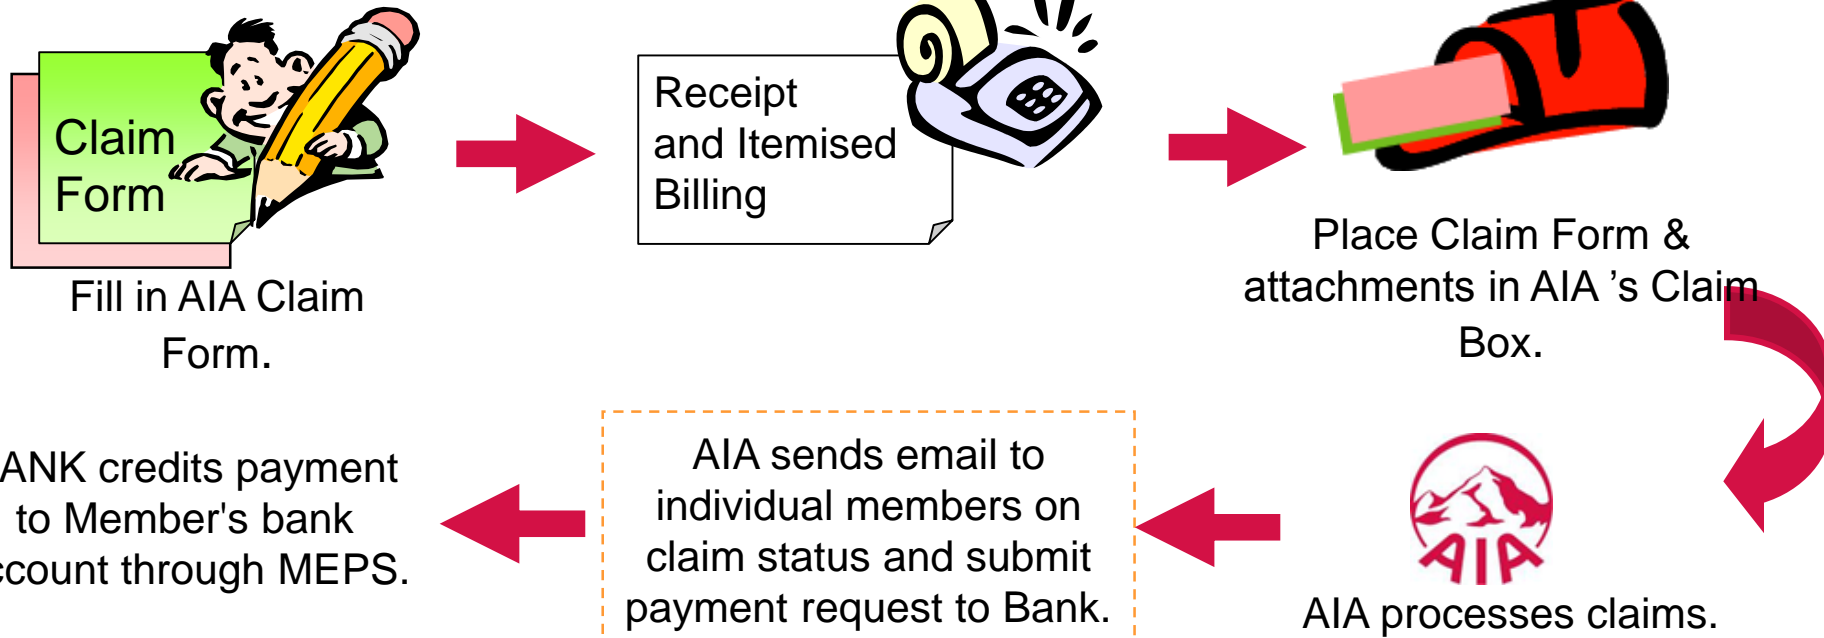 Claim
Form
Fill in AIA Claim
Form.
Receipt
and Itemised
Billing
Place Claim Form &
attachments in AIA ’s Claim
Box.
AIA
AIA processes claims.
AIA sends email to
individual members on
claim status and submit
payment request to Bank.
ANK credits payment
to Member's bank
ccount through MEPS.